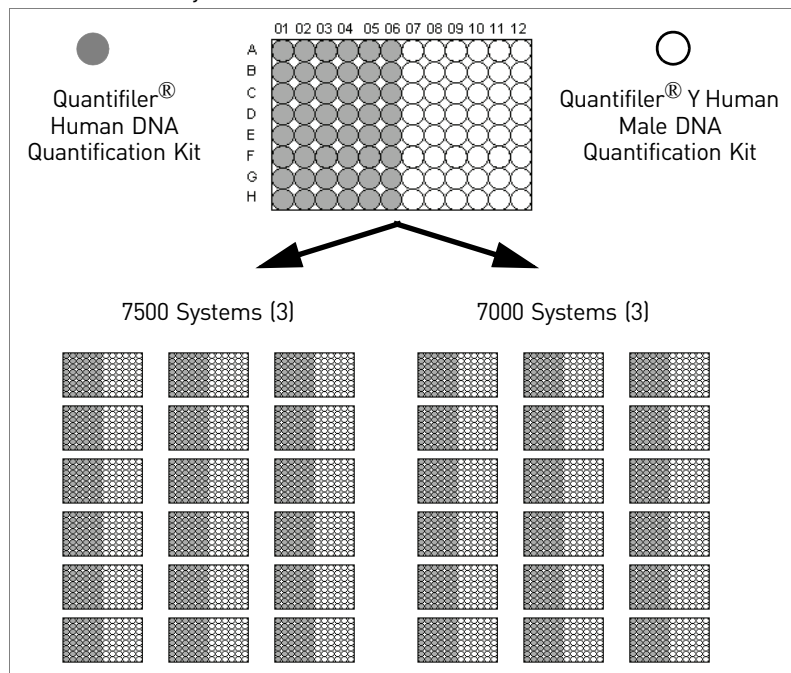 01 02 03 04 05 06 07 08 09 10 11 12
A
B
C
D
E
F
G
H
Quantifiler®
Human DNA
Quantification Kit
Quantifiler® Y Human
Male DNA
Quantification Kit
7500 Systems (3)
7000 Systems (3)